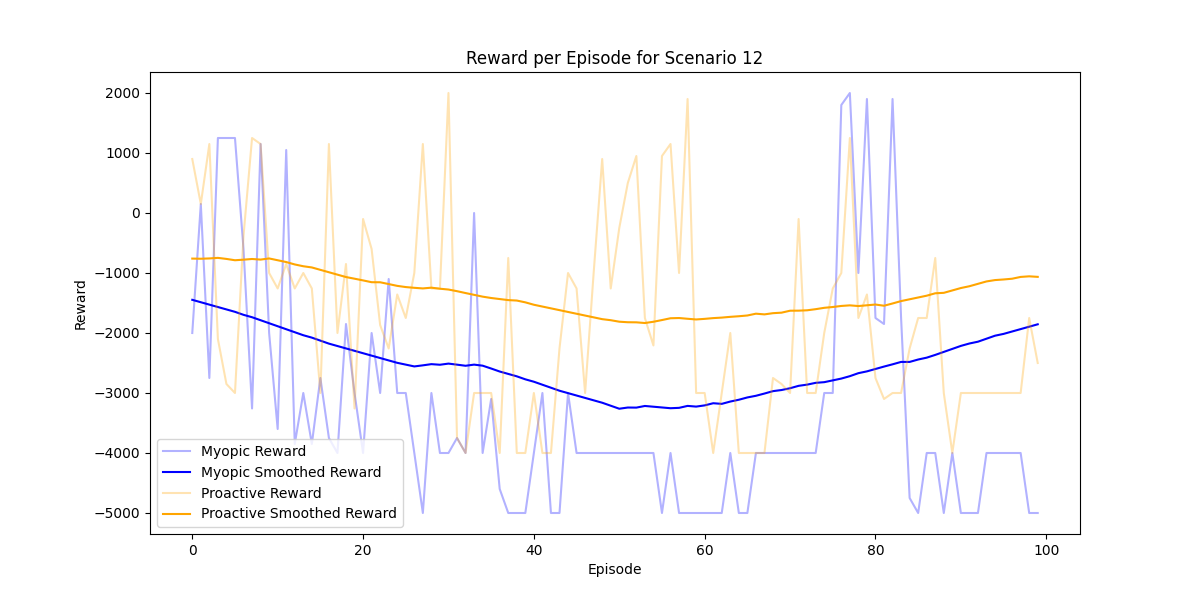 Reward per Episode for Scenario 12
2000
1000
0
−1000
−2000
−3000
−4000
−5000
Reward
Myopic Reward
Myopic Smoothed Reward
Proactive Reward
Proactive Smoothed Reward
0 20 40 60 80 100
Episode